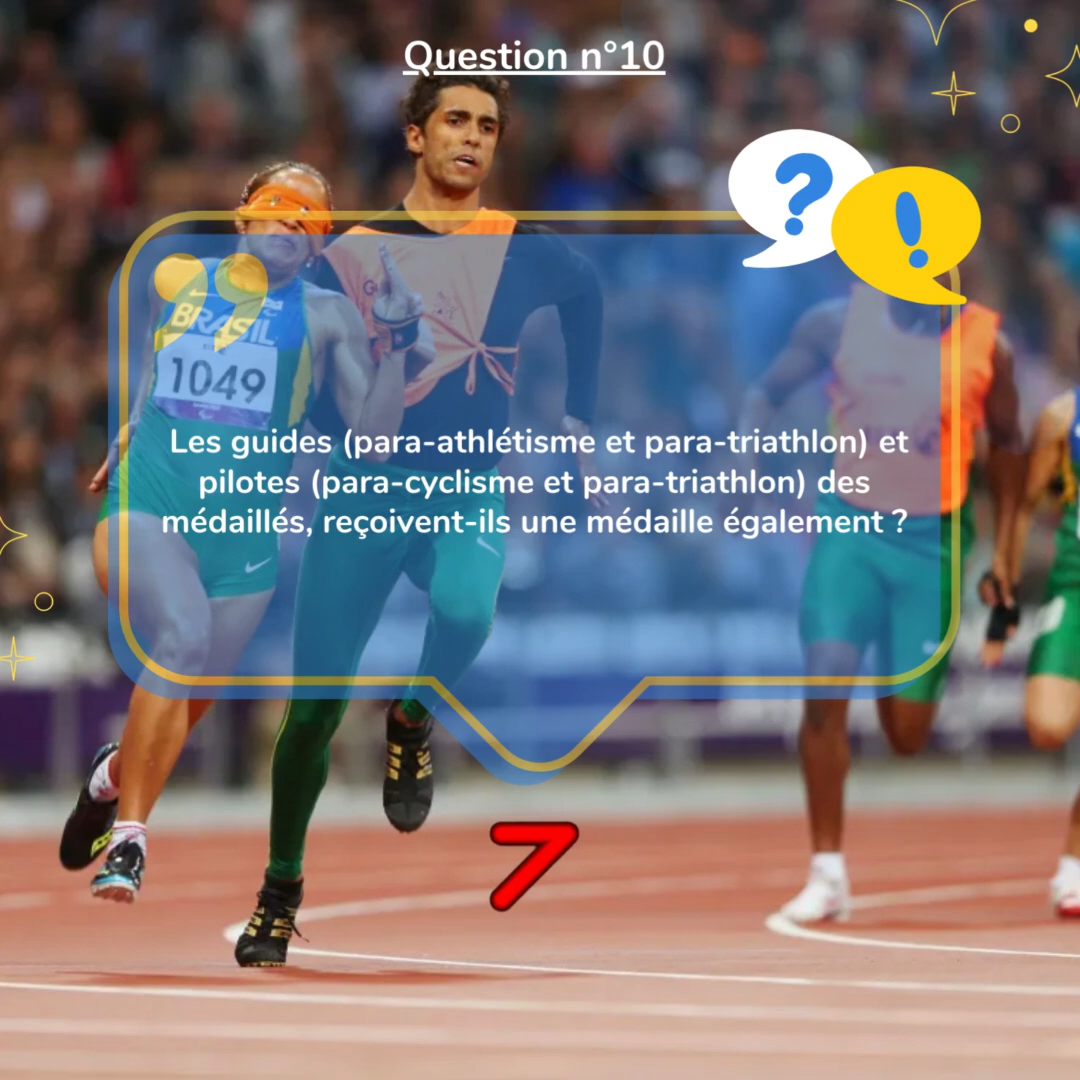 Question n°10
?
!
BRASIL
1049
Les guides (para-athlétisme et para-triathlon) et
pilotes (para-cyclisme et para-triathlon) des
médaillés, reçoivent-ils une médaille également ?
7